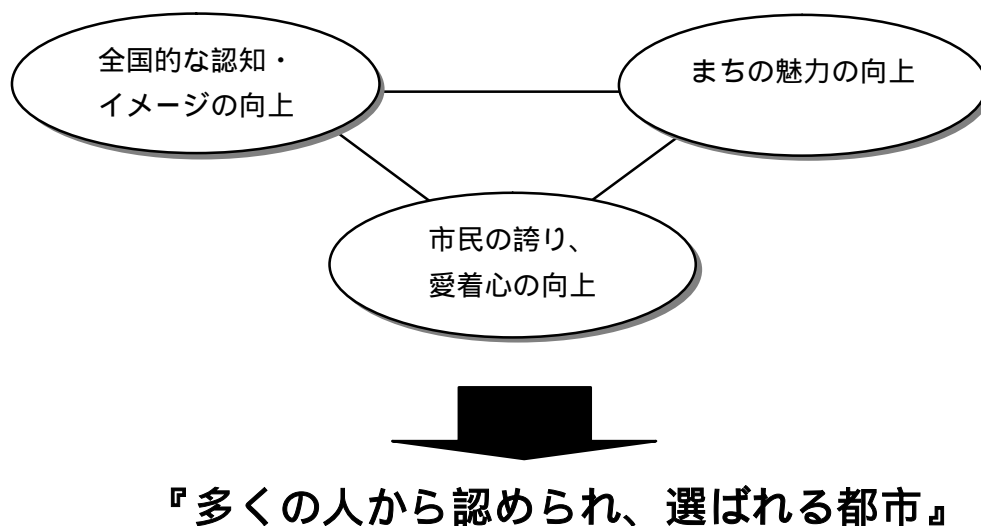 全国的な認知・
イメージの向上
まちの魅力の向上
市民の誇り、
愛着心の向上
『多くの人から認められ、選ばれる都市』